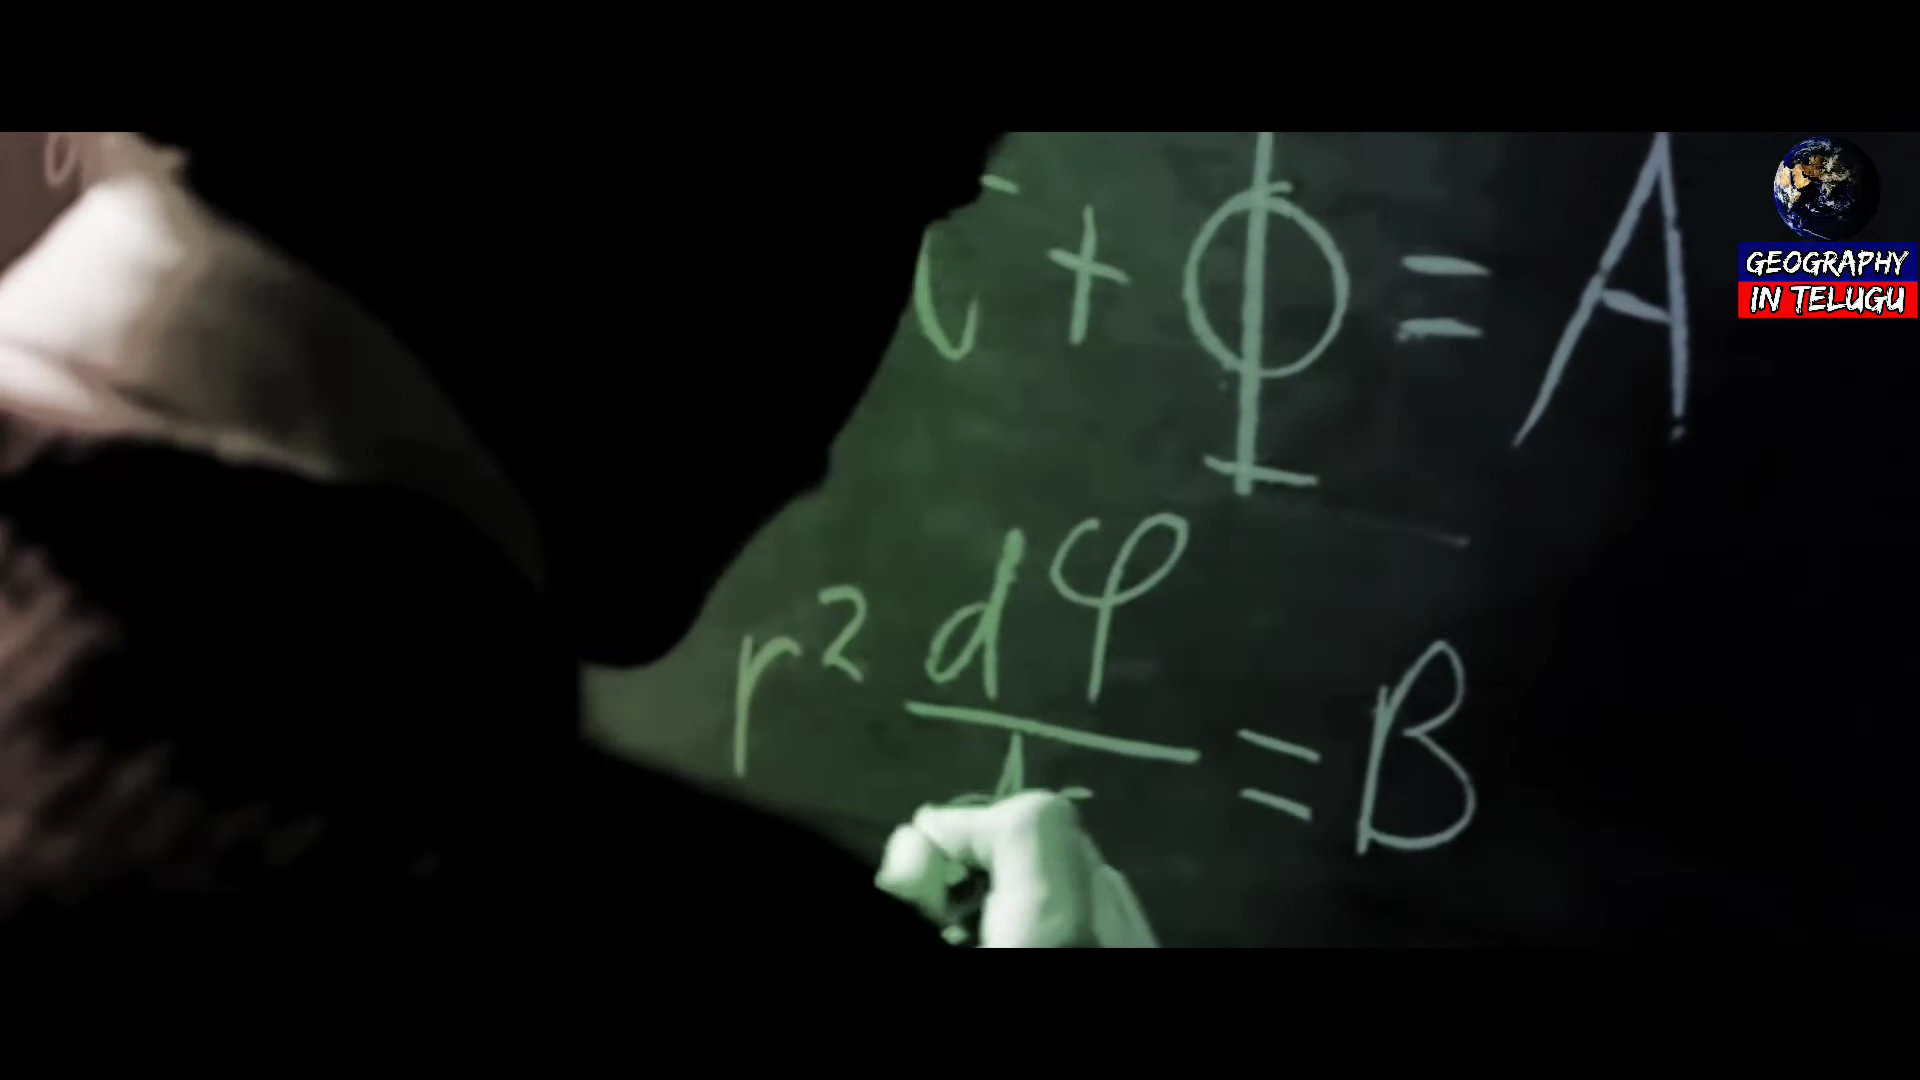 + Φ = A
r² dφ
= B
GEOGRAPHY
IN TELUGU